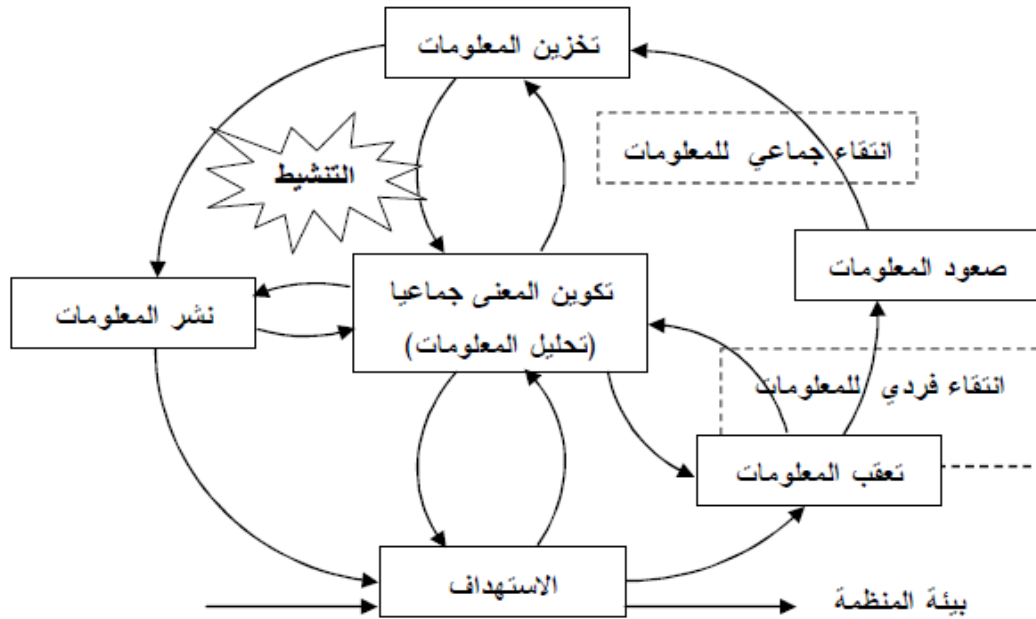 تخزين المعلومات
انتقاء جماعي للمعلومات
التنشيط
صعود المعلومات
تكوين المعنى جماعيا
(تحليل المعلومات)
نشر المعلومات
انتقاء فردي للمعلومات
تعقب المعلومات
الاستهداف
بيئة المنظمة